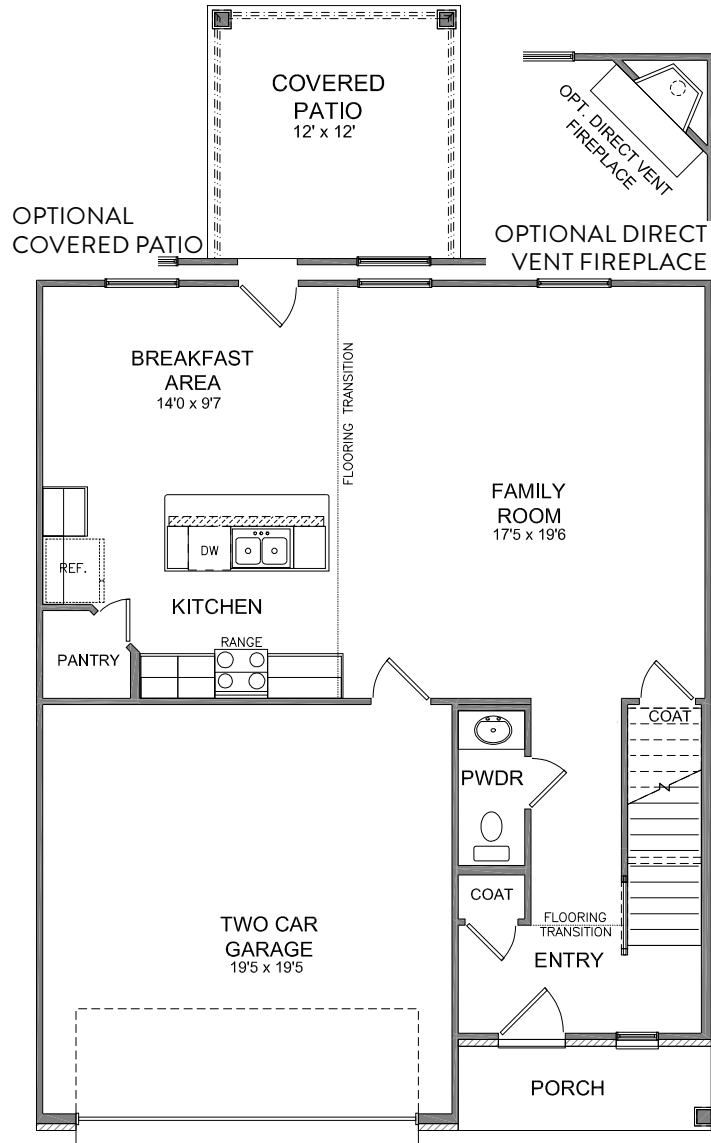 COVERED
PATIO
12' x 12'
OPT. DIRECT VENT
FIREPLACE
OPTIONAL
COVERED PATIO
OPTIONAL DIRECT
VENT FIREPLACE
BREAKFAST
AREA
14'0 x 9'7
FLOORING TRANSITION
FAMILY
ROOM
17'5 x 19'6
DW
REF.
KITCHEN
RANGE
PANTRY
COAT
PWDR
COAT
FLOORING
TRANSITION
TWO CAR
GARAGE
19'5 x 19'5
ENTRY
PORCH